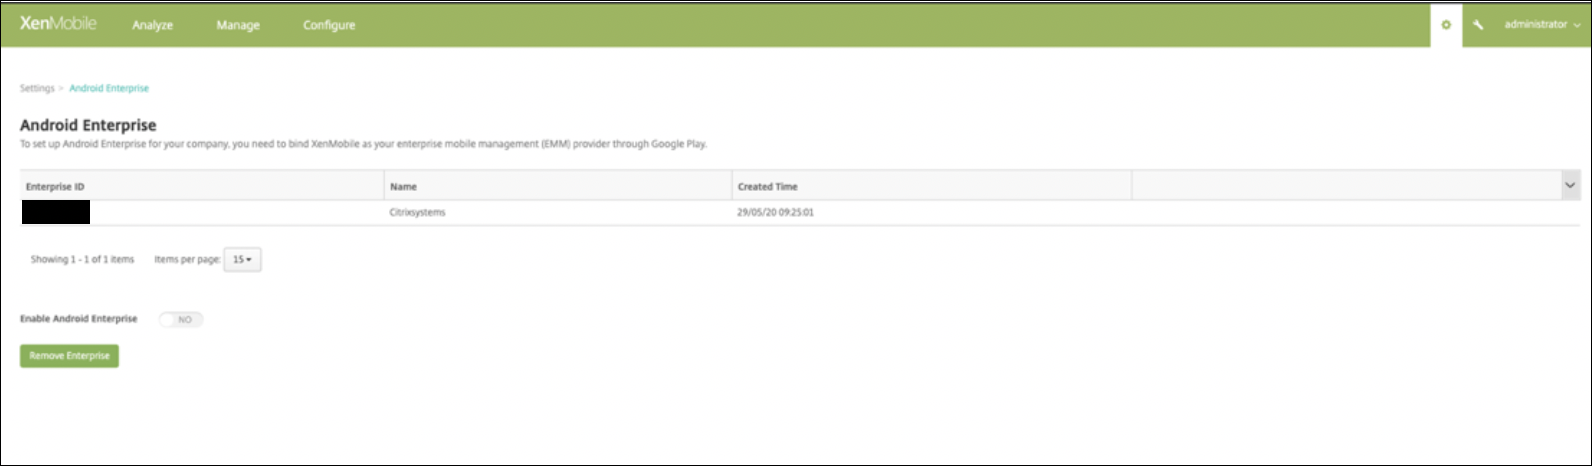 XenMobile Analyze Manage Configure administrator
Settings > Android Enterprise
Android Enterprise
To set up Android Enterprise for your company, you need to bind XenMobile as your enterprise mobile management (EMM) provider through Google Play.
Enterprise ID Name Created Time
Citrixsystems 29/05/20 09:25:01
Showing 1 - 1 of 1 items Items per page: 15
Enable Android Enterprise NO
Remove Enterprise